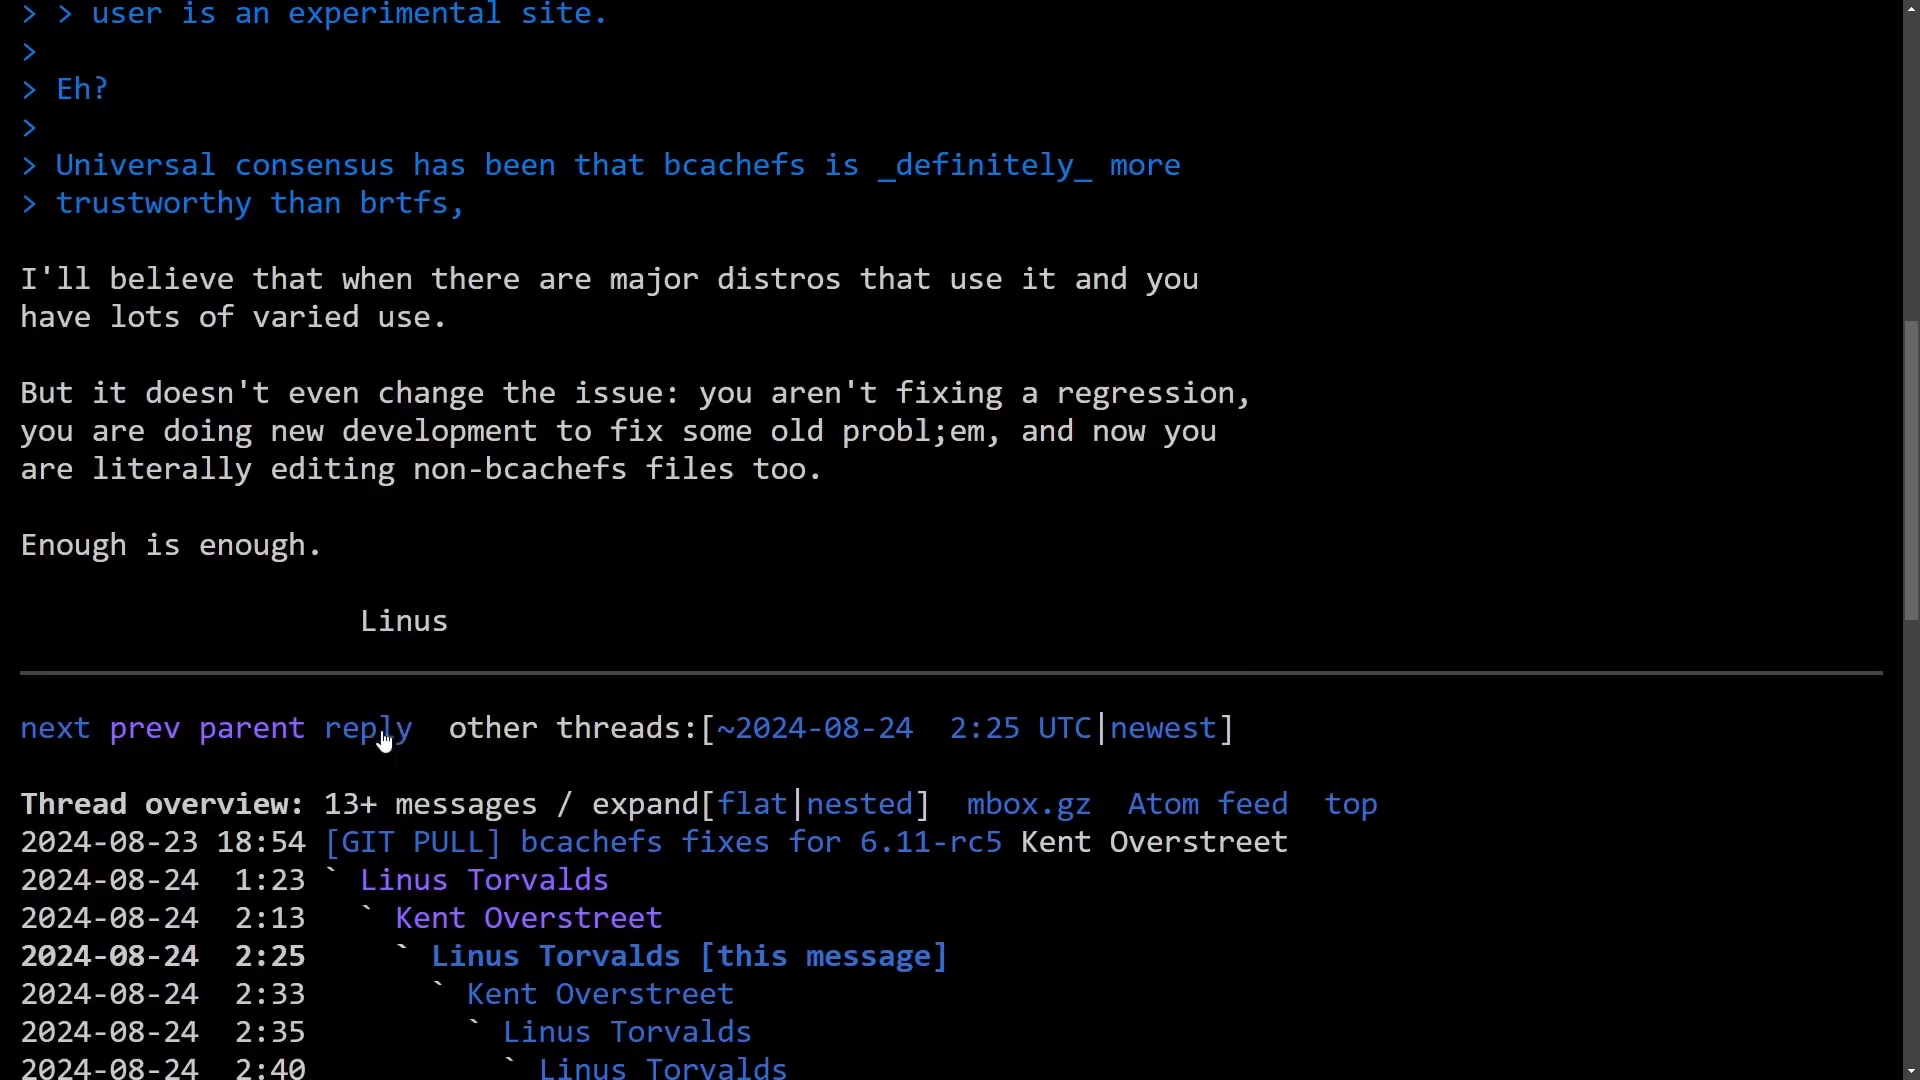 > > user is an experimental site.
>
> Eh?
>
> Universal consensus has been that bcachefs is _definitely_ more
> trustworthy than brtfs,
I'll believe that when there are major distros that use it and you
have lots of varied use.
But it doesn't even change the issue: you aren't fixing a regression,
you are doing new development to fix some old probl;em, and now you
are literally editing non-bcachefs files too.
Enough is enough.
Linus
next prev parent reply other threads:[~2024-08-24  2:25 UTC|newest]
Thread overview: 13+ messages / expand[flat|nested]  mbox.gz  Atom feed  top
2024-08-23 18:54 [GIT PULL] bcachefs fixes for 6.11-rc5 Kent Overstreet
2024-08-24  1:23 ` Linus Torvalds
2024-08-24  2:13   ` Kent Overstreet
2024-08-24  2:25     ` Linus Torvalds [this message]
2024-08-24  2:33       ` Kent Overstreet
2024-08-24  2:35         ` Linus Torvalds
2024-08-24  2:40           ` Linus Torvalds